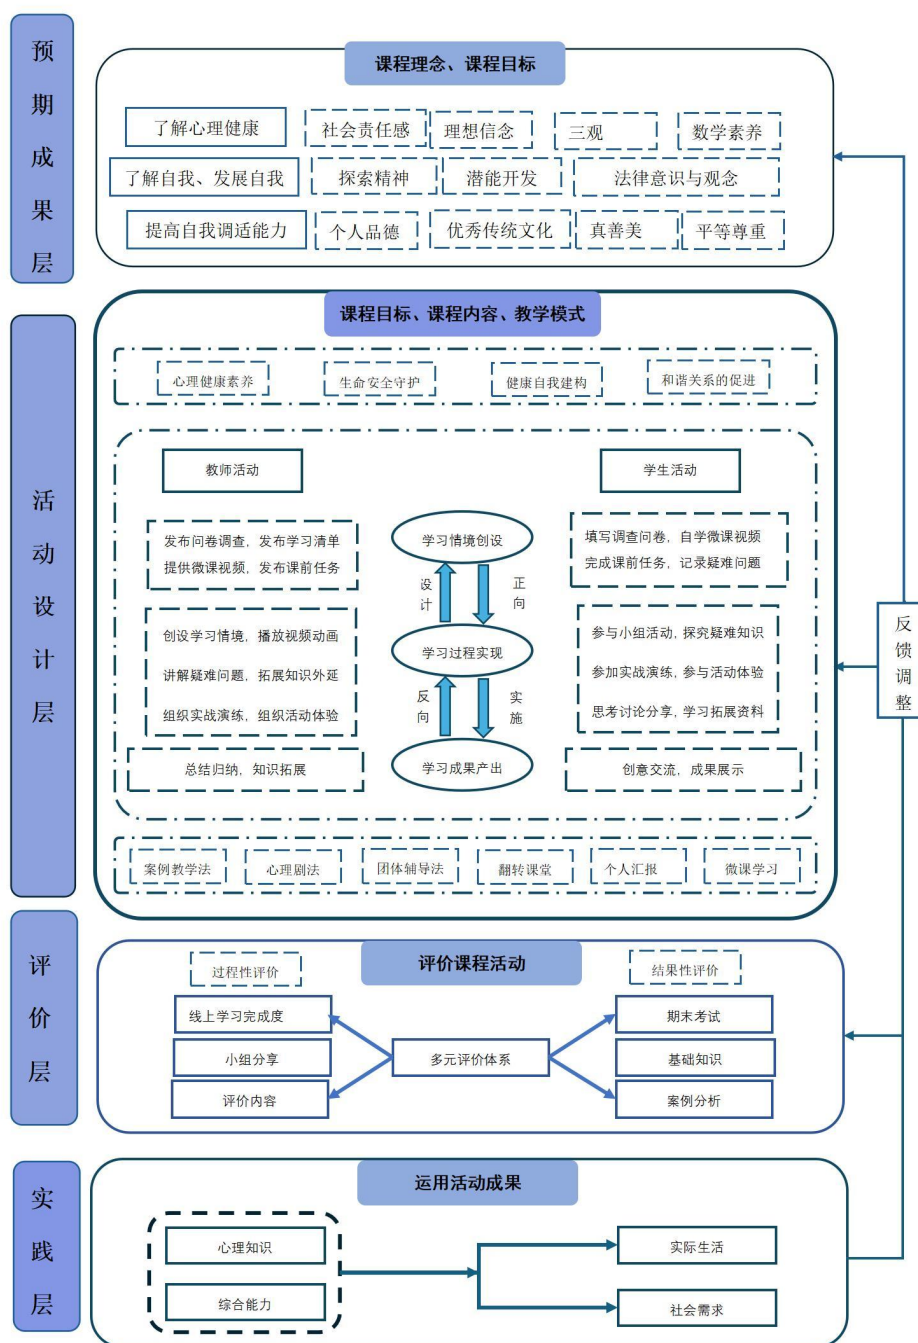 预期成果层
课程理念、课程目标
了解心理健康
社会责任感
理想信念
三观
数学素养
了解自我、发展自我
探索精神
潜能开发
法律意识与观念
提高自我调适能力
个人品德
优秀传统文化
真善美
平等尊重
活动设计层
课程目标、课程内容、教学模式
心理健康素养
生命安全守护
健康自我建构
和谐关系的促进
教师活动
学生活动
发布问卷调查，发布学习清单
提供微课视频，发布课前任务
学习情境创设
填写调查问卷，自学微课视频
完成课前任务，记录疑难问题
设计
正向
创设学习情境，播放视频动画
讲解疑难问题，拓展知识外延
组织实战演练，组织活动体验
学习过程实现
参与小组活动，探究疑难知识
参加实战演练，参与活动体验
思考讨论分享，学习拓展资料
反向
实施
总结归纳，知识拓展
学习成果产出
创意交流，成果展示
案例教学法
心理剧法
团体辅导法
翻转课堂
个人汇报
微课学习
反馈调整
评价层
评价课程活动
过程性评价
结果性评价
线上学习完成度
期末考试
小组分享
多元评价体系
基础知识
评价内容
案例分析
实践层
运用活动成果
心理知识
实际生活
综合能力
社会需求